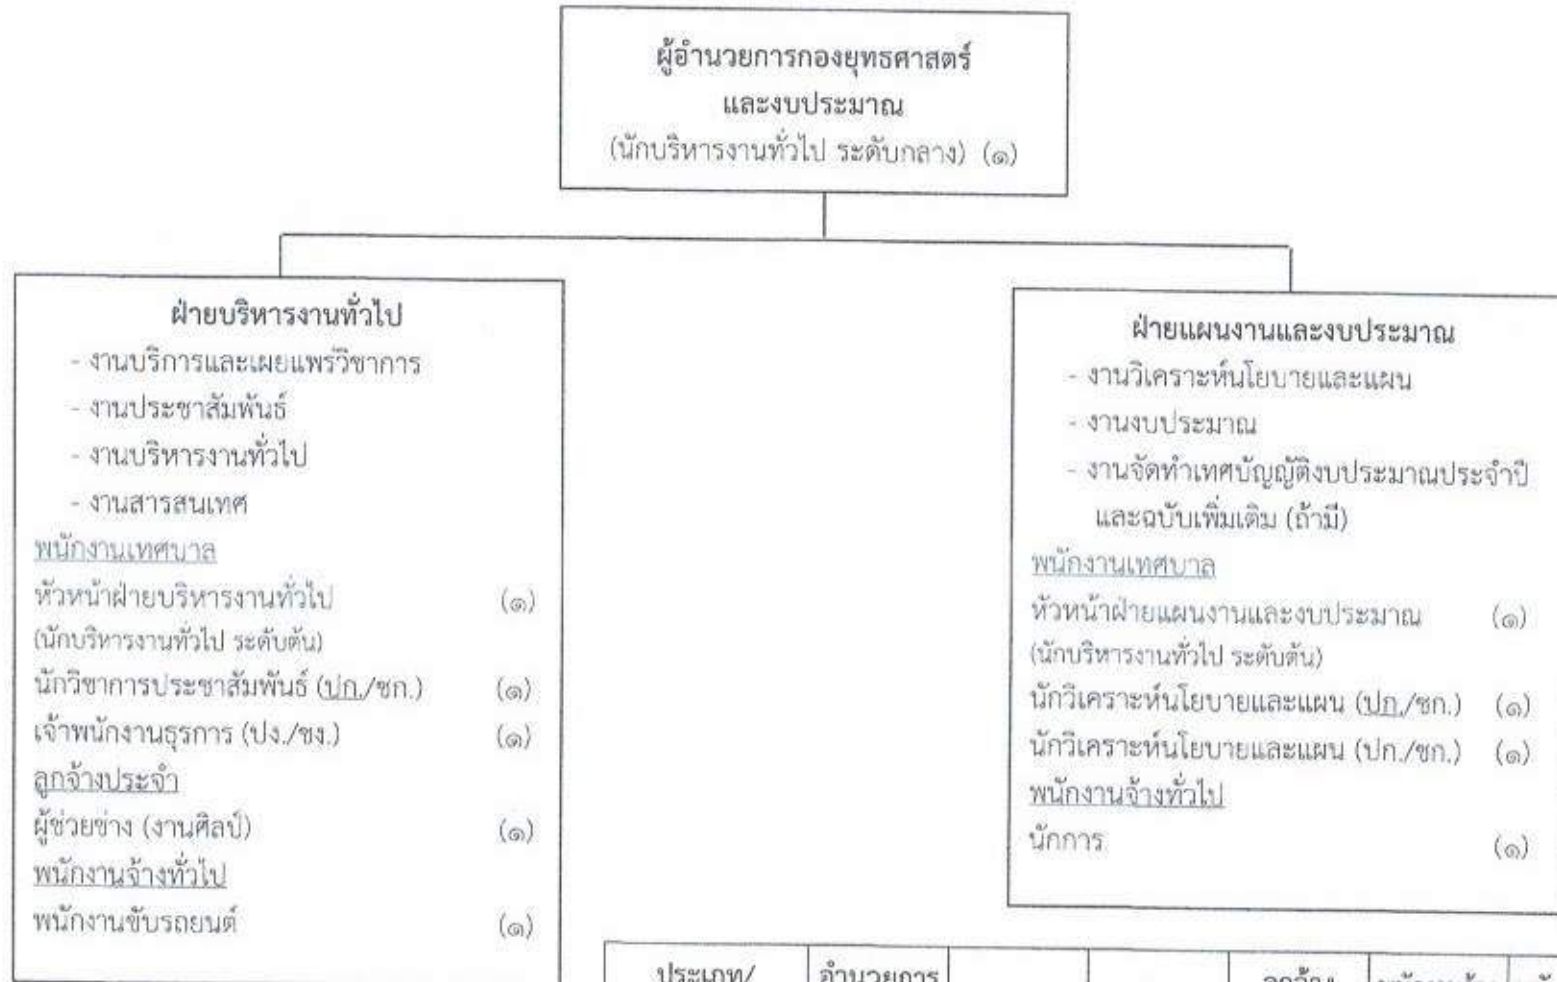 ผู้อำนวยการกองยุทธศาสตร์
และงบประมาณ
(นักบริหารงานทั่วไป ระดับกลาง) (๑)
ฝ่ายบริหารงานทั่วไป
- งานบริการและเผยแพร่วิชาการ
- งานประชาสัมพันธ์
- งานบริหารงานทั่วไป
- งานสารสนเทศ
พนักงานเทศบาล
หัวหน้าฝ่ายบริหารงานทั่วไป (๑)
(นักบริหารงานทั่วไป ระดับต้น)
นักวิชาการประชาสัมพันธ์ (ปก./ชก.) (๑)
เจ้าพนักงานธุรการ (ปง./ชง.) (๑)
ลูกจ้างประจำ
ผู้ช่วยช่าง (งานศิลป์) (๑)
พนักงานจ้างทั่วไป
พนักงานขับรถยนต์ (๑)
ฝ่ายแผนงานและงบประมาณ
- งานวิเคราะห์นโยบายและแผน
- งานงบประมาณ
- งานจัดทำเทศบัญญัติงบประมาณประจำปี
และฉบับเพิ่มเติม (ถ้ามี)
พนักงานเทศบาล
หัวหน้าฝ่ายแผนงานและงบประมาณ (๑)
(นักบริหารงานทั่วไป ระดับต้น)
นักวิเคราะห์นโยบายและแผน (ปก./ชก.) (๑)
นักวิเคราะห์นโยบายและแผน (ปก./ชก.) (๑)
พนักงานจ้างทั่วไป
นักการ (๑)
ประเภท/ อำนวยการ